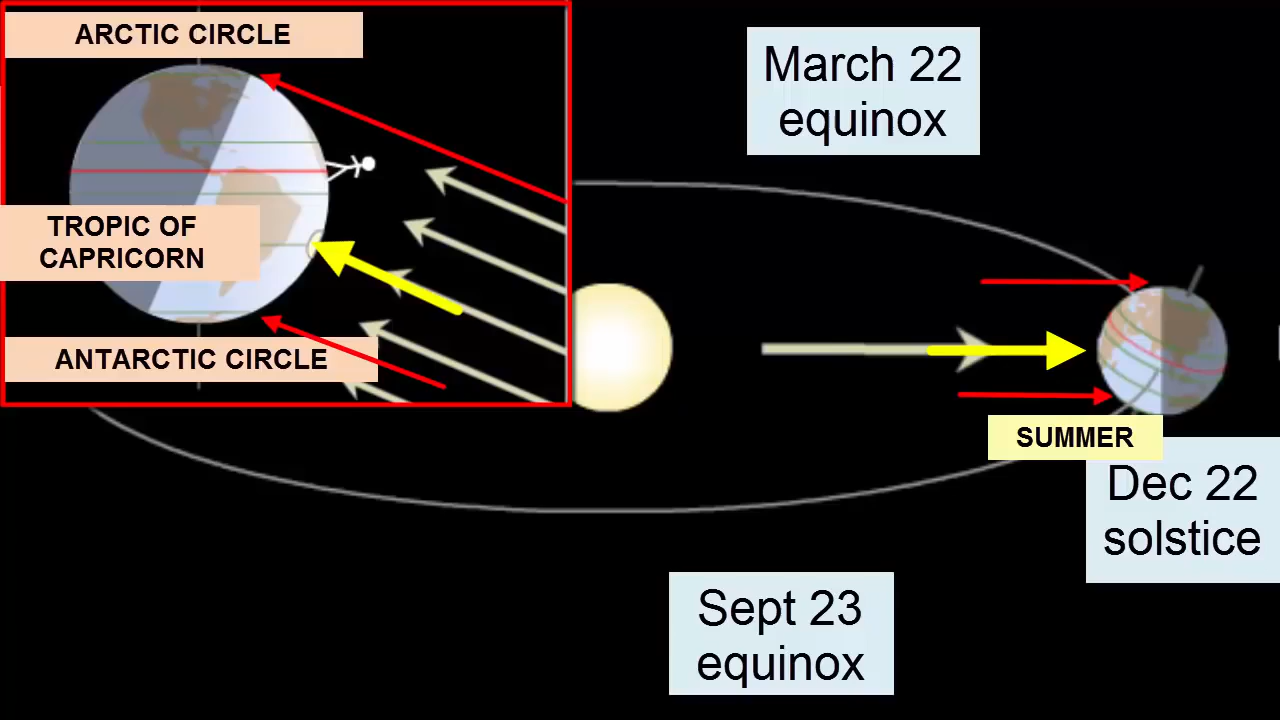 ARCTIC CIRCLE
TROPIC OF
CAPRICORN
ANTARCTIC CIRCLE
March 22
equinox
SUMMER
Dec 22
solstice
Sept 23
equinox